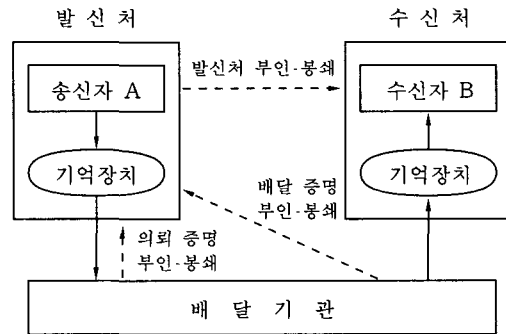 발 신 처
수 신 처
송신자 A
발신처 부인·봉쇄
수신자 B
기억장치
배달 증명
부인·봉쇄
기억장치
의뢰 증명
부인·봉쇄
배 달 기 관